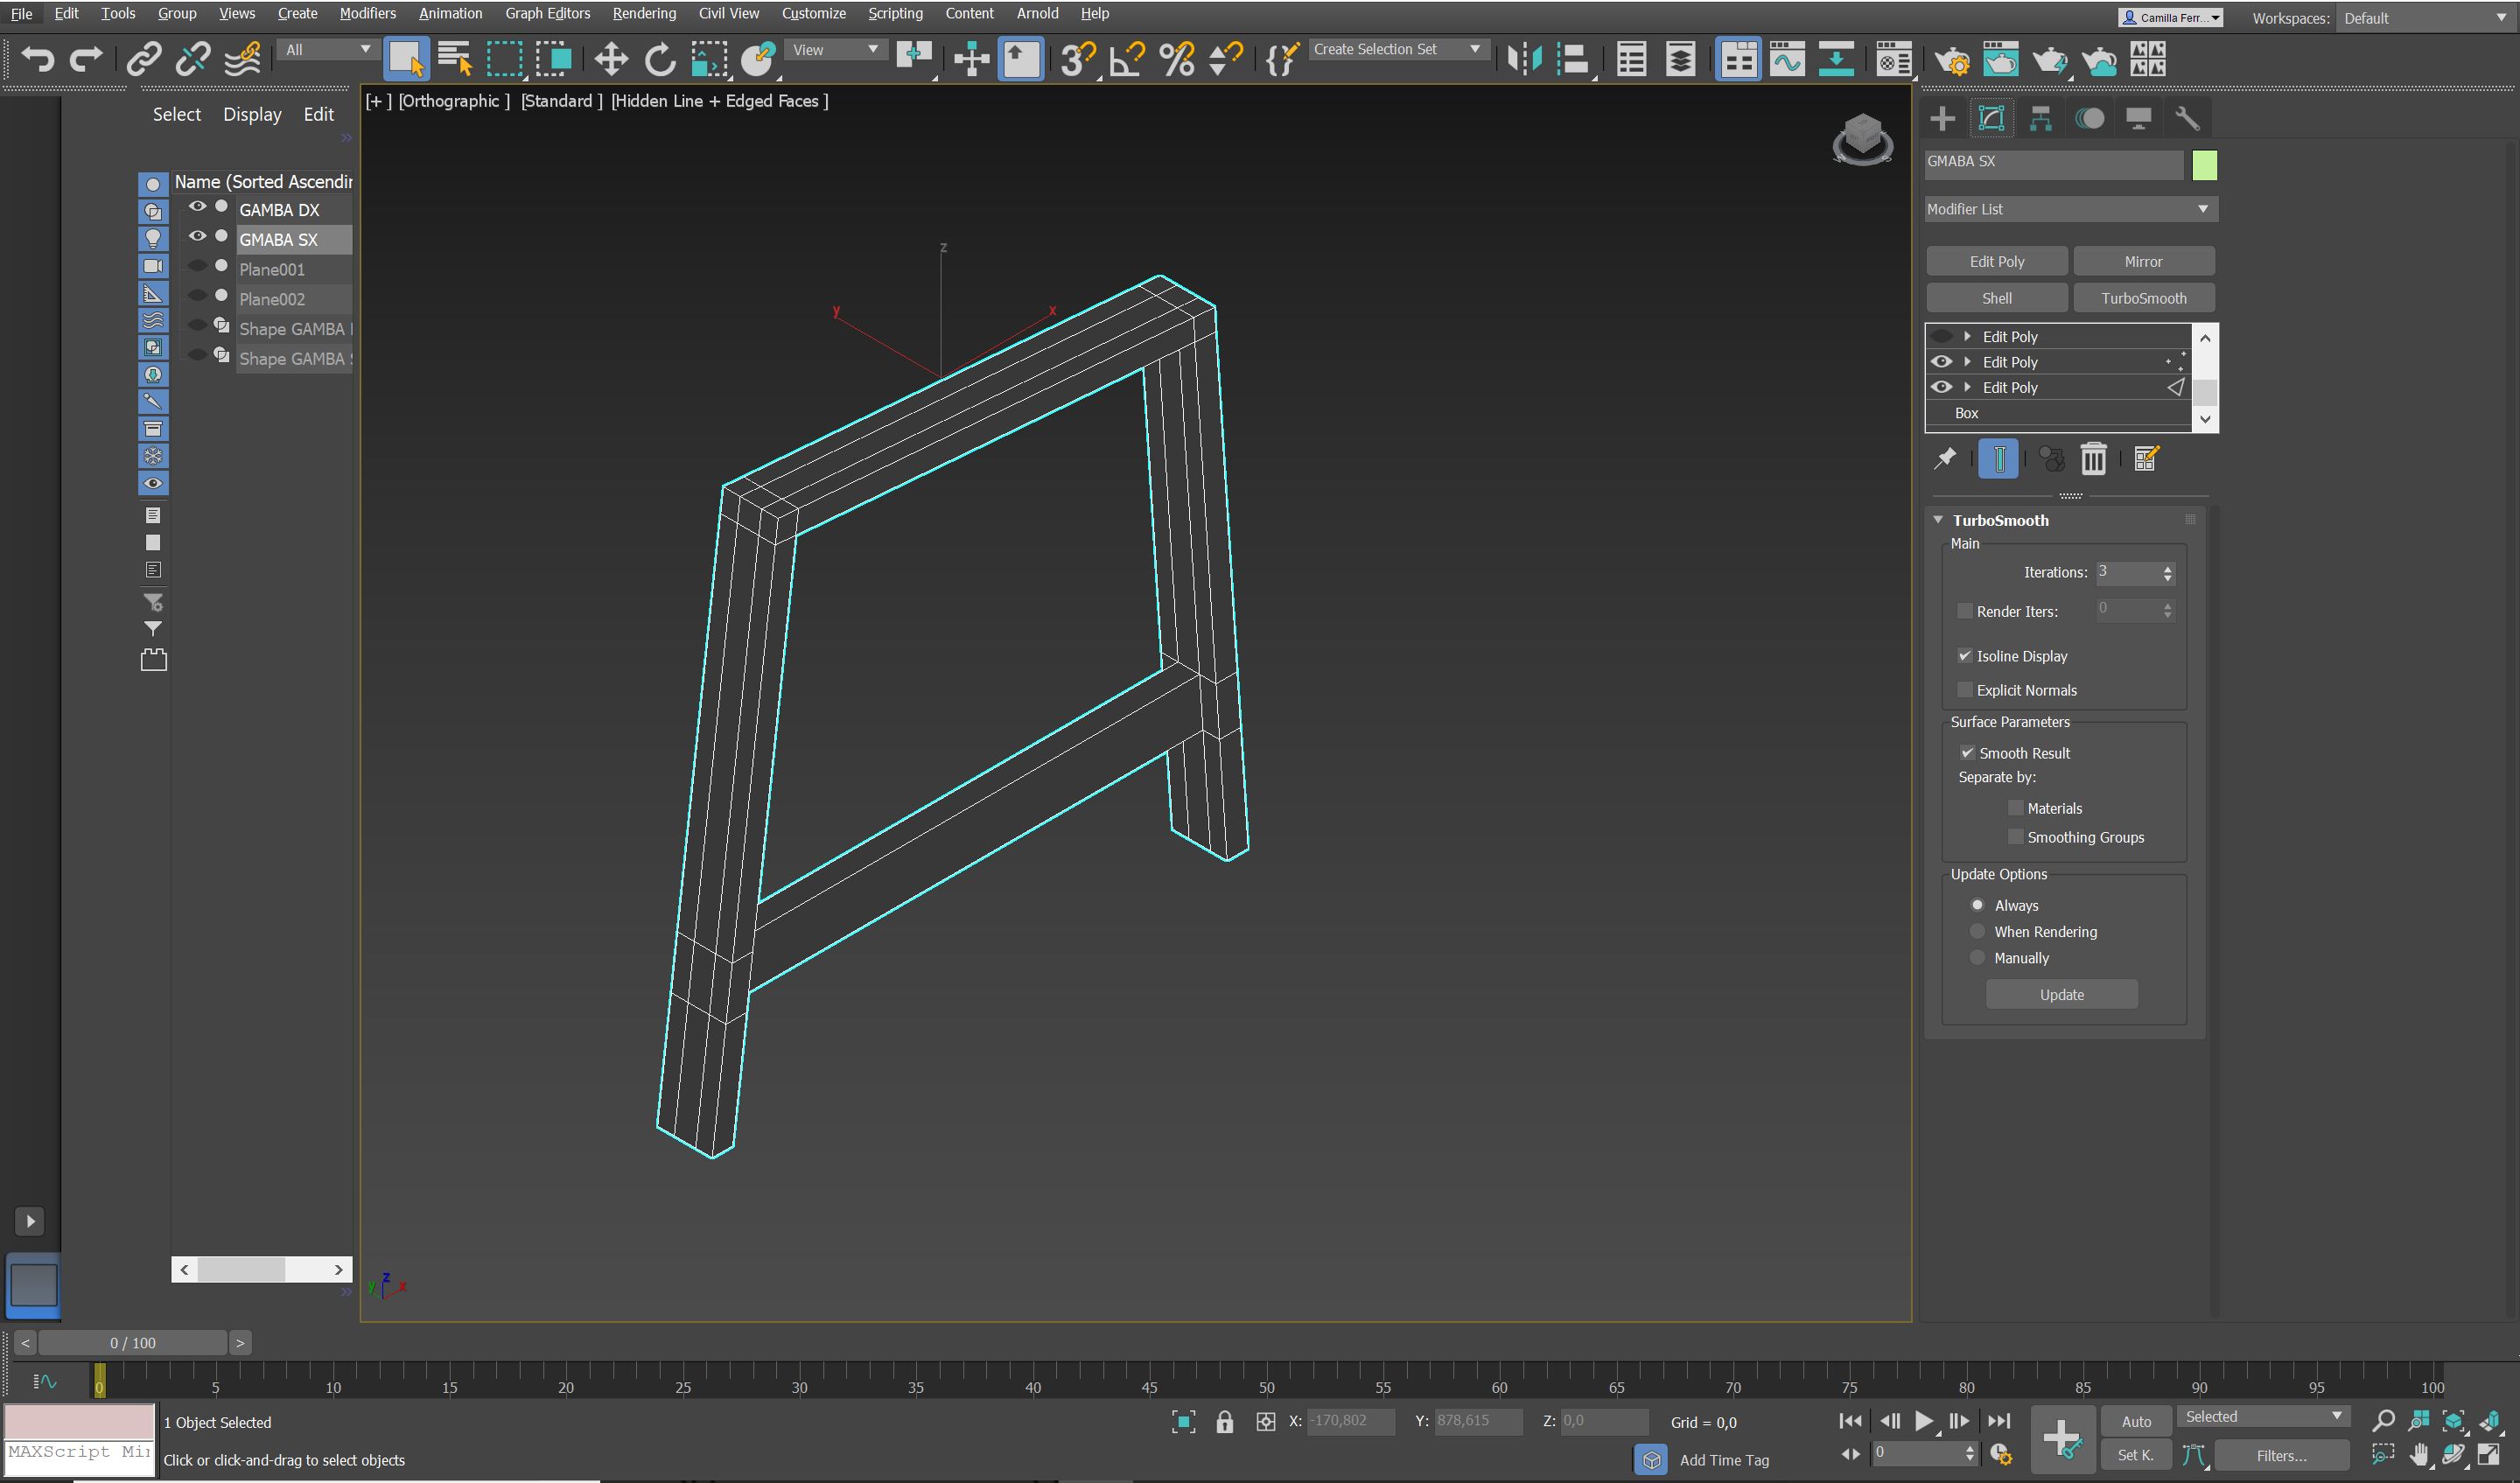 File Edit Tools Group Views Create Modifiers Animation Graph Editors Rendering Civil View Customize Scripting Content Arnold Help
Camilla Ferr... Workspaces: Default
All View Create Selection Set
[+ ] [Orthographic ] [Standard ] [Hidden Line + Edged Faces ]
Select Display Edit
Name (Sorted Ascendin
GAMBA DX
GMABA SX
Plane001
Plane002
Shape GAMBA
Shape GAMBA
z
y
x
z
y
x
GMABA SX
Modifier List
Edit Poly Mirror
Shell TurboSmooth
Edit Poly
Edit Poly
Edit Poly
Box
TurboSmooth
Main
Iterations: 3
Render Iters: 0
Isoline Display
Explicit Normals
Surface Parameters
Smooth Result
Separate by:
Materials
Smoothing Groups
Update Options
Always
When Rendering
Manually
Update
< 0 / 100 >
0 5 10 15 20 25 30 35 40 45 50 55 60 65 70 75 80 85 90 95 100
1 Object Selected X: -170,802 Y: 878,615 Z: 0,0 Grid = 0,0 Auto Selected
MAXScript Mi
Click or click-and-drag to select objects Add Time Tag 0 Set K. Filters...